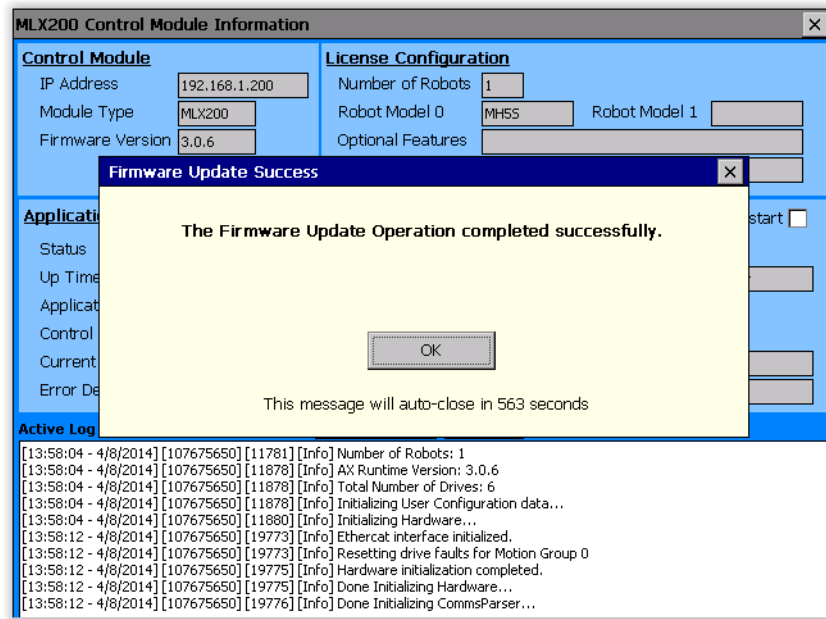 MLX200 Control Module Information
Control Module
IP Address 192.168.1.200
Module Type MLX200
Firmware Version 3.0.6
License Configuration
Number of Robots 1
Robot Model 0 MH5S Robot Model 1
Optional Features
Firmware Update Success
The Firmware Update Operation completed successfully.
OK
This message will auto-close in 563 seconds
Applicati
start
Status
Up Time
Applicat
Control
Current
Error De
Active Log
[13:58:04 - 4/8/2014] [107675650] [11781] [Info] Number of Robots: 1
[13:58:04 - 4/8/2014] [107675650] [11878] [Info] AX Runtime Version: 3.0.6
[13:58:04 - 4/8/2014] [107675650] [11878] [Info] Total Number of Drives: 6
[13:58:04 - 4/8/2014] [107675650] [11878] [Info] Initializing User Configuration data...
[13:58:04 - 4/8/2014] [107675650] [11880] [Info] Initializing Hardware...
[13:58:12 - 4/8/2014] [107675650] [19773] [Info] Ethercat interface initialized.
[13:58:12 - 4/8/2014] [107675650] [19773] [Info] Resetting drive faults for Motion Group 0
[13:58:12 - 4/8/2014] [107675650] [19775] [Info] Hardware initialization completed.
[13:58:12 - 4/8/2014] [107675650] [19775] [Info] Done Initializing Hardware...
[13:58:12 - 4/8/2014] [107675650] [19776] [Info] Done Initializing CommsParser...